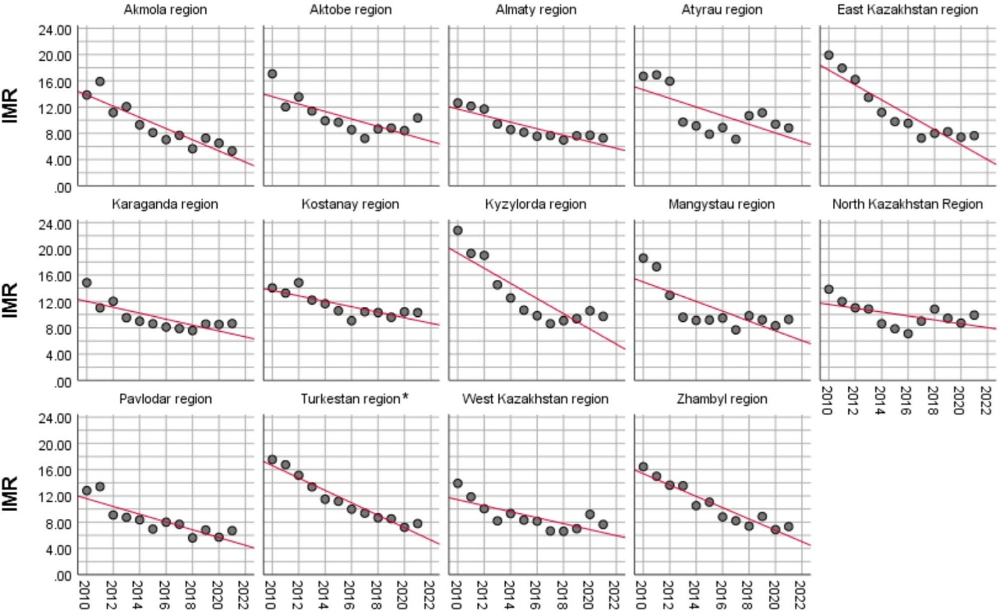 Akmola region Aktobe region Almaty region Atyrau region East Kazakhstan region
IMR
24.00
20.00
16.00
12.00
8.00
4.00
.00
Karaganda region Kostanay region Kyzylorda region Mangystau region North Kazakhstan Region
IMR
24.00
20.00
16.00
12.00
8.00
4.00
.00
2010 2012 2014 2016 2018 2020 2022
Pavlodar region Turkestan region* West Kazakhstan region Zhambyl region
IMR
24.00
20.00
16.00
12.00
8.00
4.00
.00
2010 2012 2014 2016 2018 2020 2022 2010 2012 2014 2016 2018 2020 2022 2010 2012 2014 2016 2018 2020 2022 2010 2012 2014 2016 2018 2020 2022